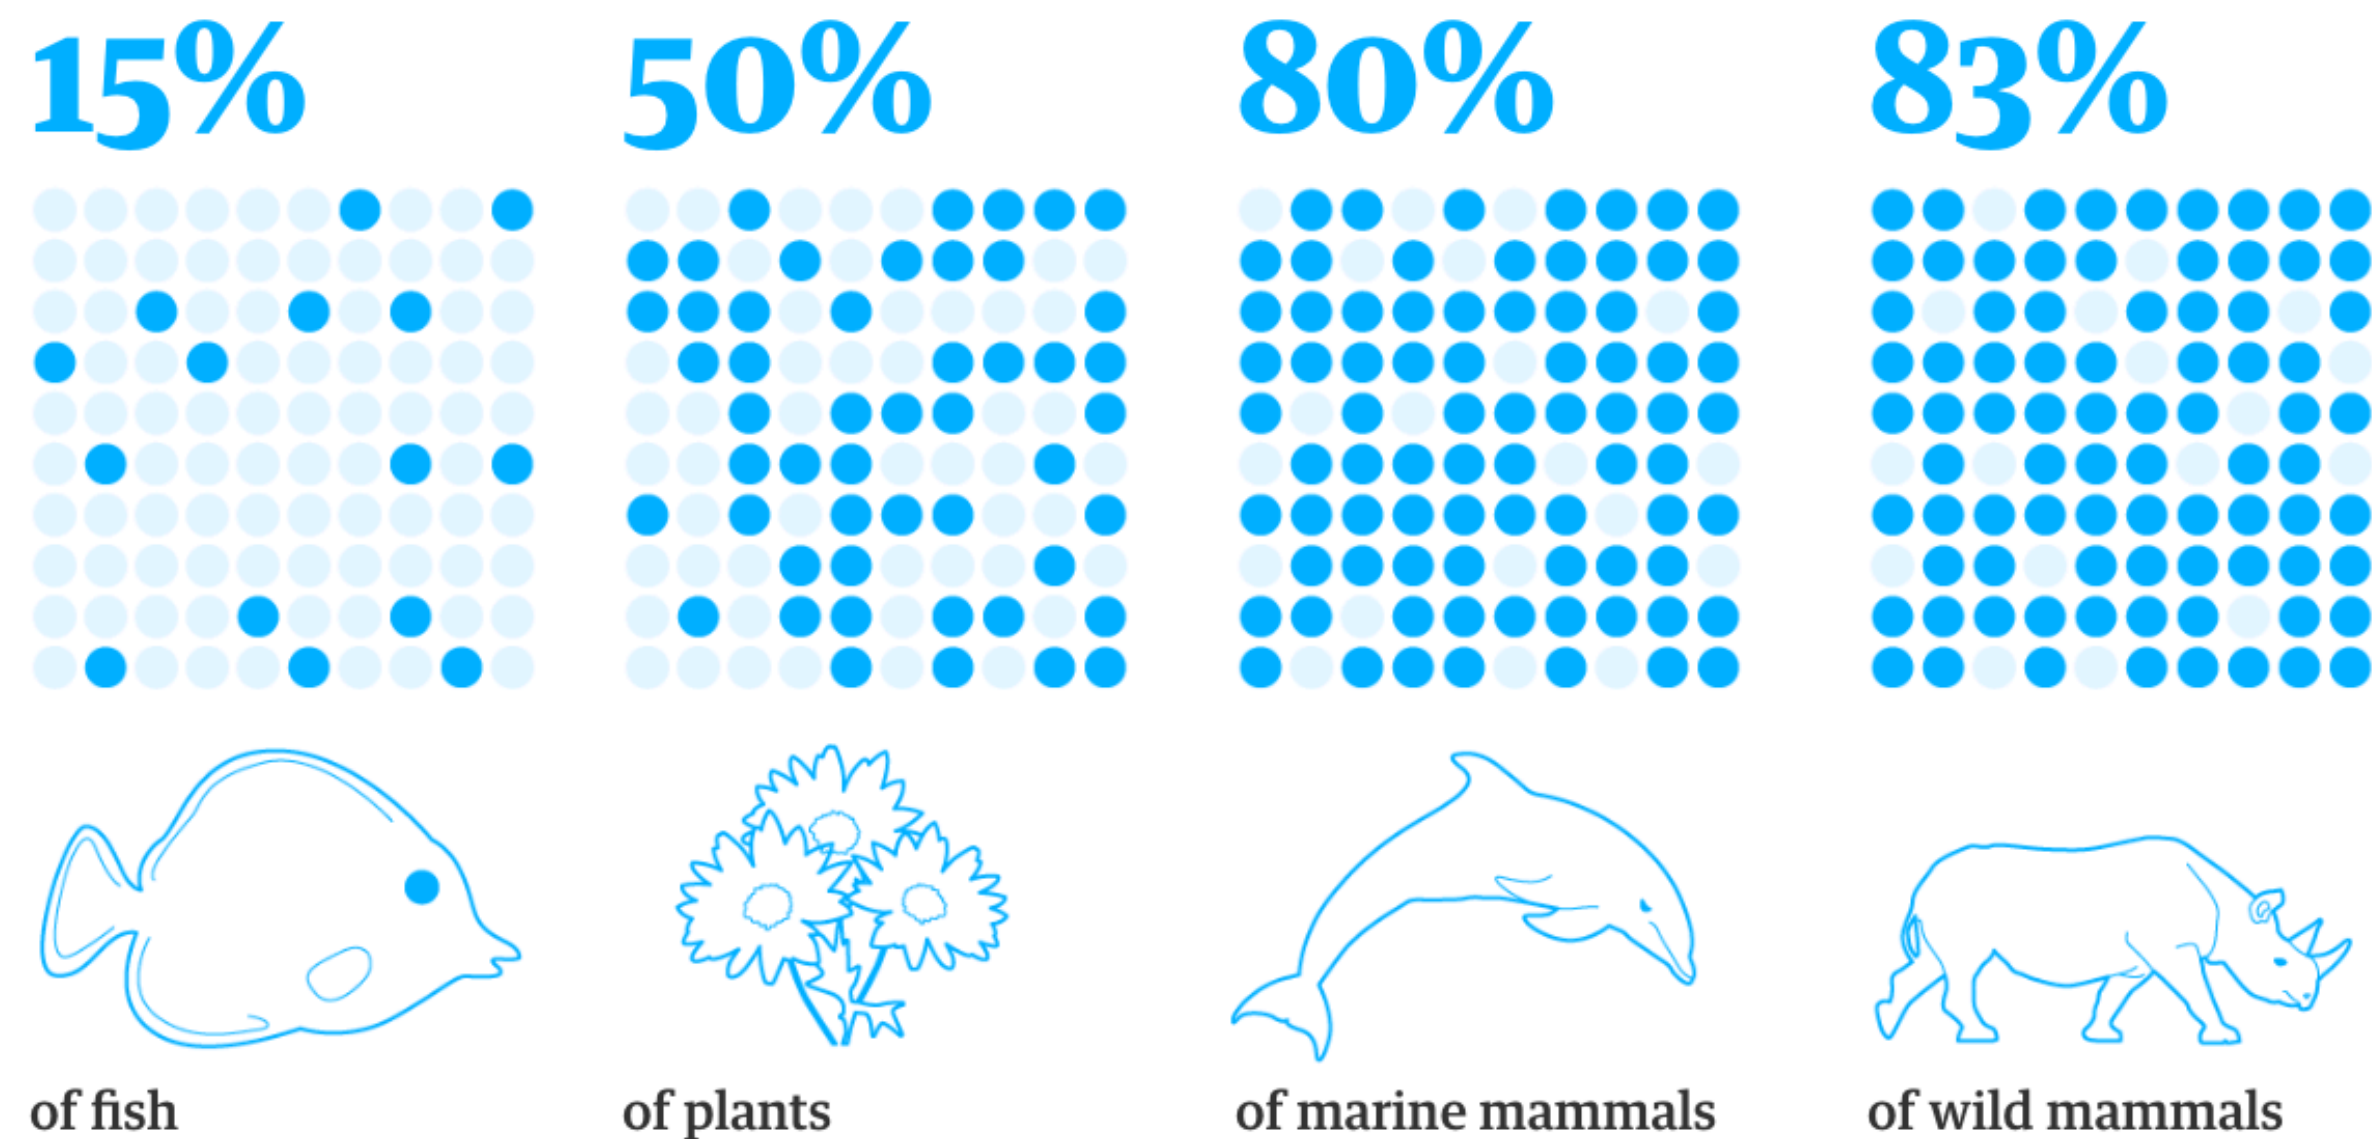 15%
50%
80%
83%
of fish
of plants
of marine mammals
of wild mammals